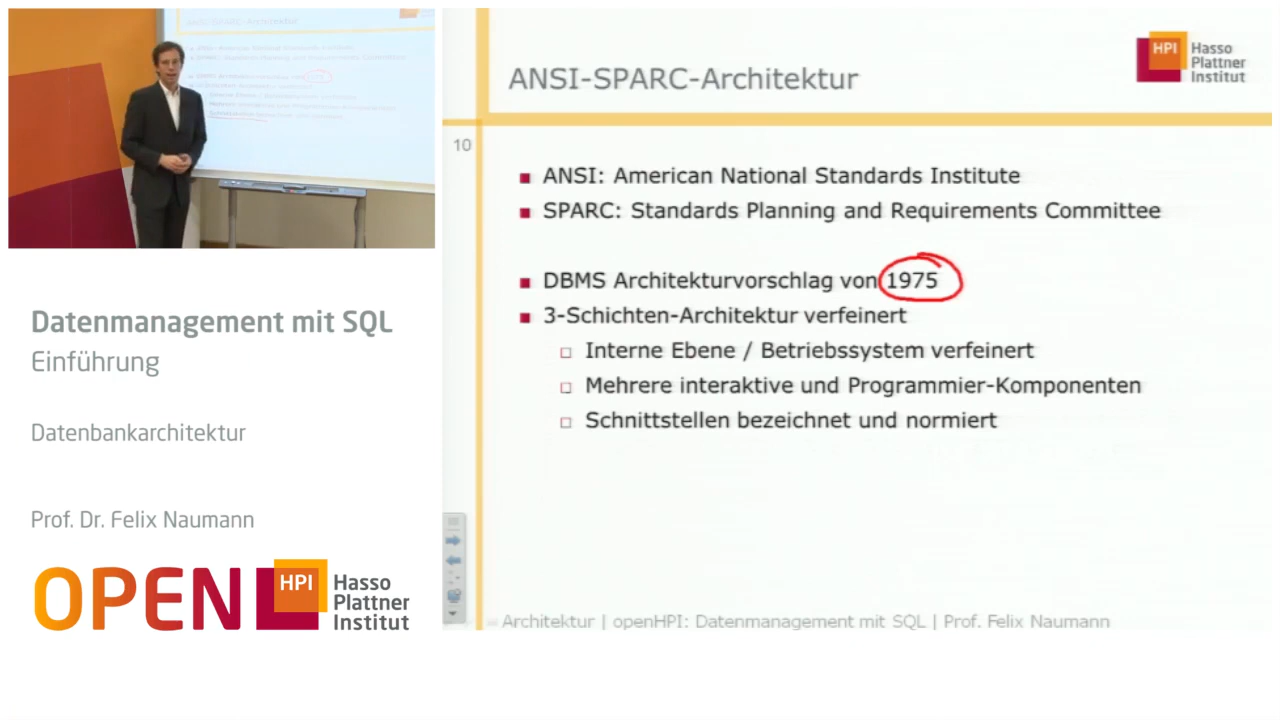 ANSI-SPARC-Architektur
HPI
Hasso
Plattner
Institut
10
ANSI: American National Standards Institute
SPARC: Standards Planning and Requirements Committee
DBMS Architekturvorschlag von 1975
3-Schichten-Architektur verfeinert
Interne Ebene / Betriebssystem verfeinert
Mehrere interaktive und Programmier-Komponenten
Schnittstellen bezeichnet und normiert
Architektur | openHPI: Datenmanagement mit SQL | Prof. Felix Naumann
Datenmanagement mit SQL
Einführung
Datenbankarchitektur
Prof. Dr. Felix Naumann
OPEN HPI
Hasso
Plattner
Institut